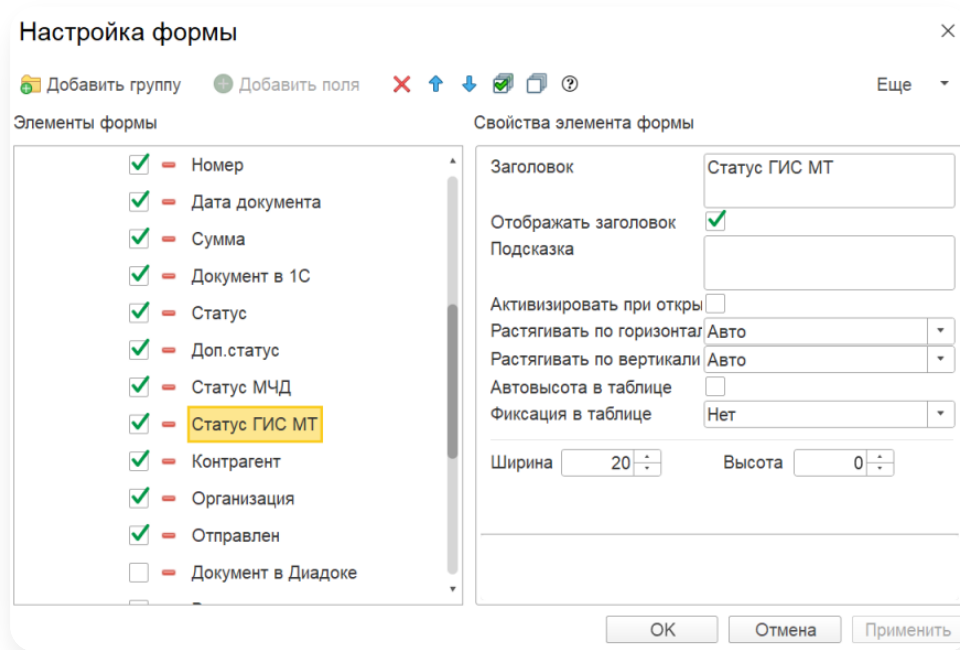 Настройка формы
Добавить группу Добавить поля Еще
Элементы формы
Номер
Дата документа
Сумма
Документ в 1С
Статус
Доп.статус
Статус МЧД
Статус ГИС МТ
Контрагент
Организация
Отправлен
Документ в Диадоке
Свойства элемента формы
Заголовок Статус ГИС МТ
Отображать заголовок
Подсказка
Активизировать при откры
Растягивать по горизонтал Авто
Растягивать по вертикали Авто
Автовысота в таблице
Фиксация в таблице Нет
Ширина 20 Высота 0
OK Отмена Применить